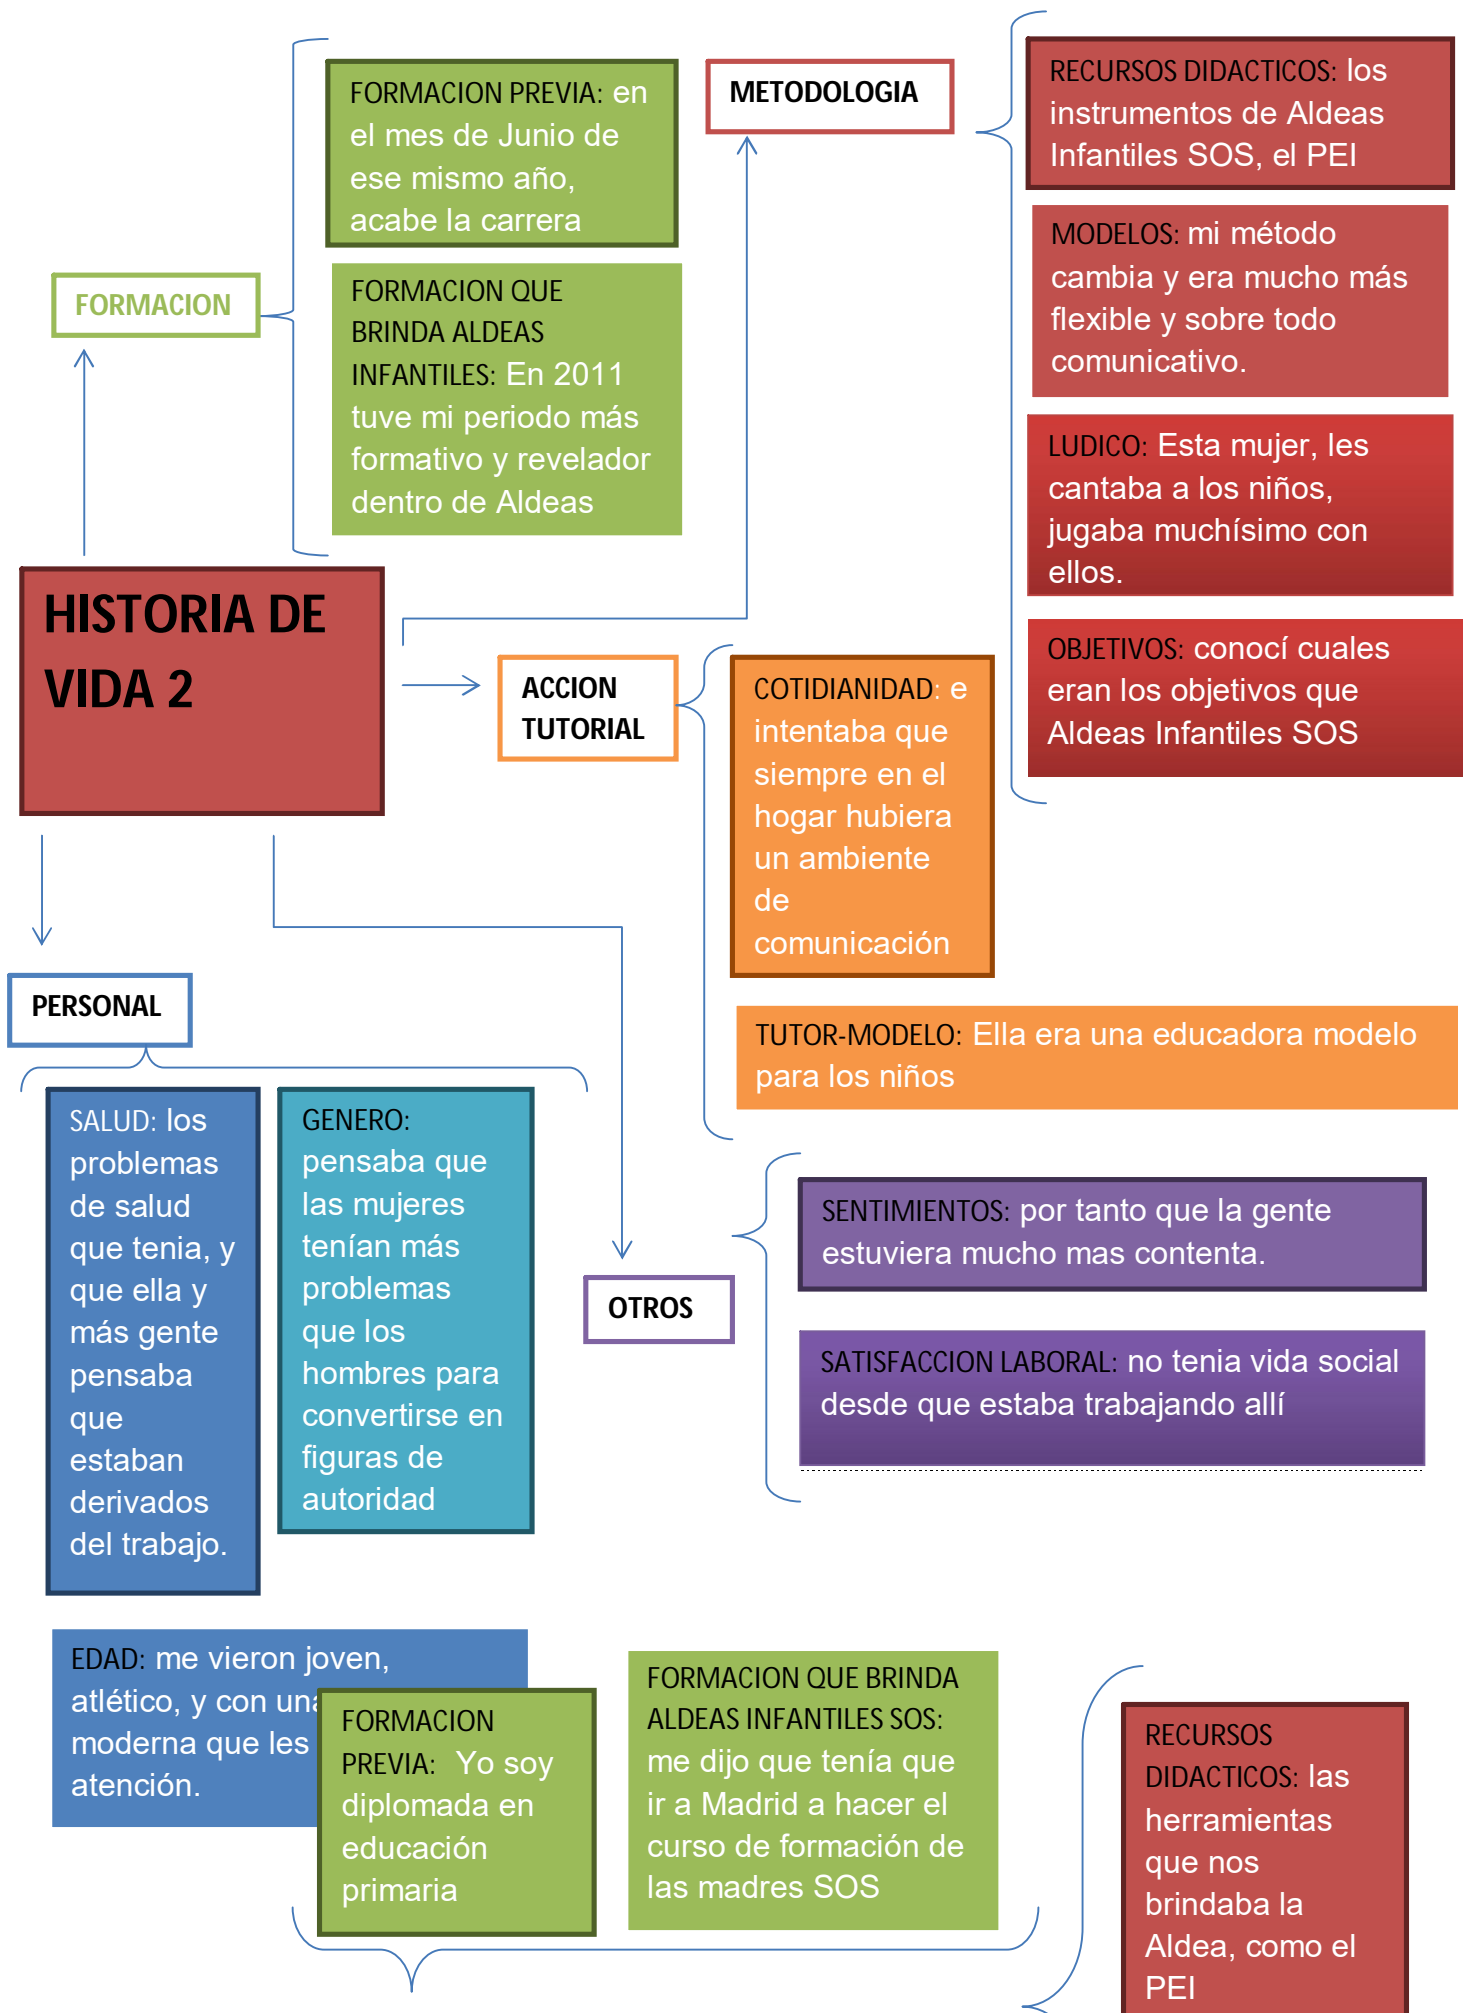 FORMACION PREVIA: en
el mes de Junio de
ese mismo año,
acabe la carrera
METODOLOGIA
RECURSOS DIDACTICOS: los
instrumentos de Aldeas
Infantiles SOS, el PEI
MODELOS: mi método
cambia y era mucho más
flexible y sobre todo
comunicativo.
FORMACION
FORMACION QUE
BRINDA ALDEAS
INFANTILES: En 2011
tuve mi periodo más
formativo y revelador
dentro de Aldeas
LUDICO: Esta mujer, les
cantaba a los niños,
jugaba muchísimo con
ellos.
HISTORIA DE
VIDA 2
OBJETIVOS: conocí cuales
eran los objetivos que
Aldeas Infantiles SOS
ACCION
TUTORIAL
COTIDIANIDAD: e
intentaba que
siempre en el
hogar hubiera
un ambiente
de
comunicación
PERSONAL
TUTOR-MODELO: Ella era una educadora modelo
para los niños
SALUD: los
problemas
de salud
que tenia, y
que ella y
más gente
pensaba
que
estaban
derivados
del trabajo.
GENERO:
pensaba que
las mujeres
tenían más
problemas
que los
hombres para
convertirse en
figuras de
autoridad
OTROS
SENTIMIENTOS: por tanto que la gente
estuviera mucho mas contenta.
SATISFACCION LABORAL: no tenia vida social
desde que estaba trabajando allí
EDAD: me vieron joven,
atlético, y con una
moderna que les
atención.
FORMACION
PREVIA: Yo soy
diplomada en
educación
primaria
FORMACION QUE BRINDA
ALDEAS INFANTILES SOS:
me dijo que tenía que
ir a Madrid a hacer el
curso de formación de
las madres SOS
RECURSOS
DIDACTICOS: las
herramientas
que nos
brindaba la
Aldea, como el
PEI